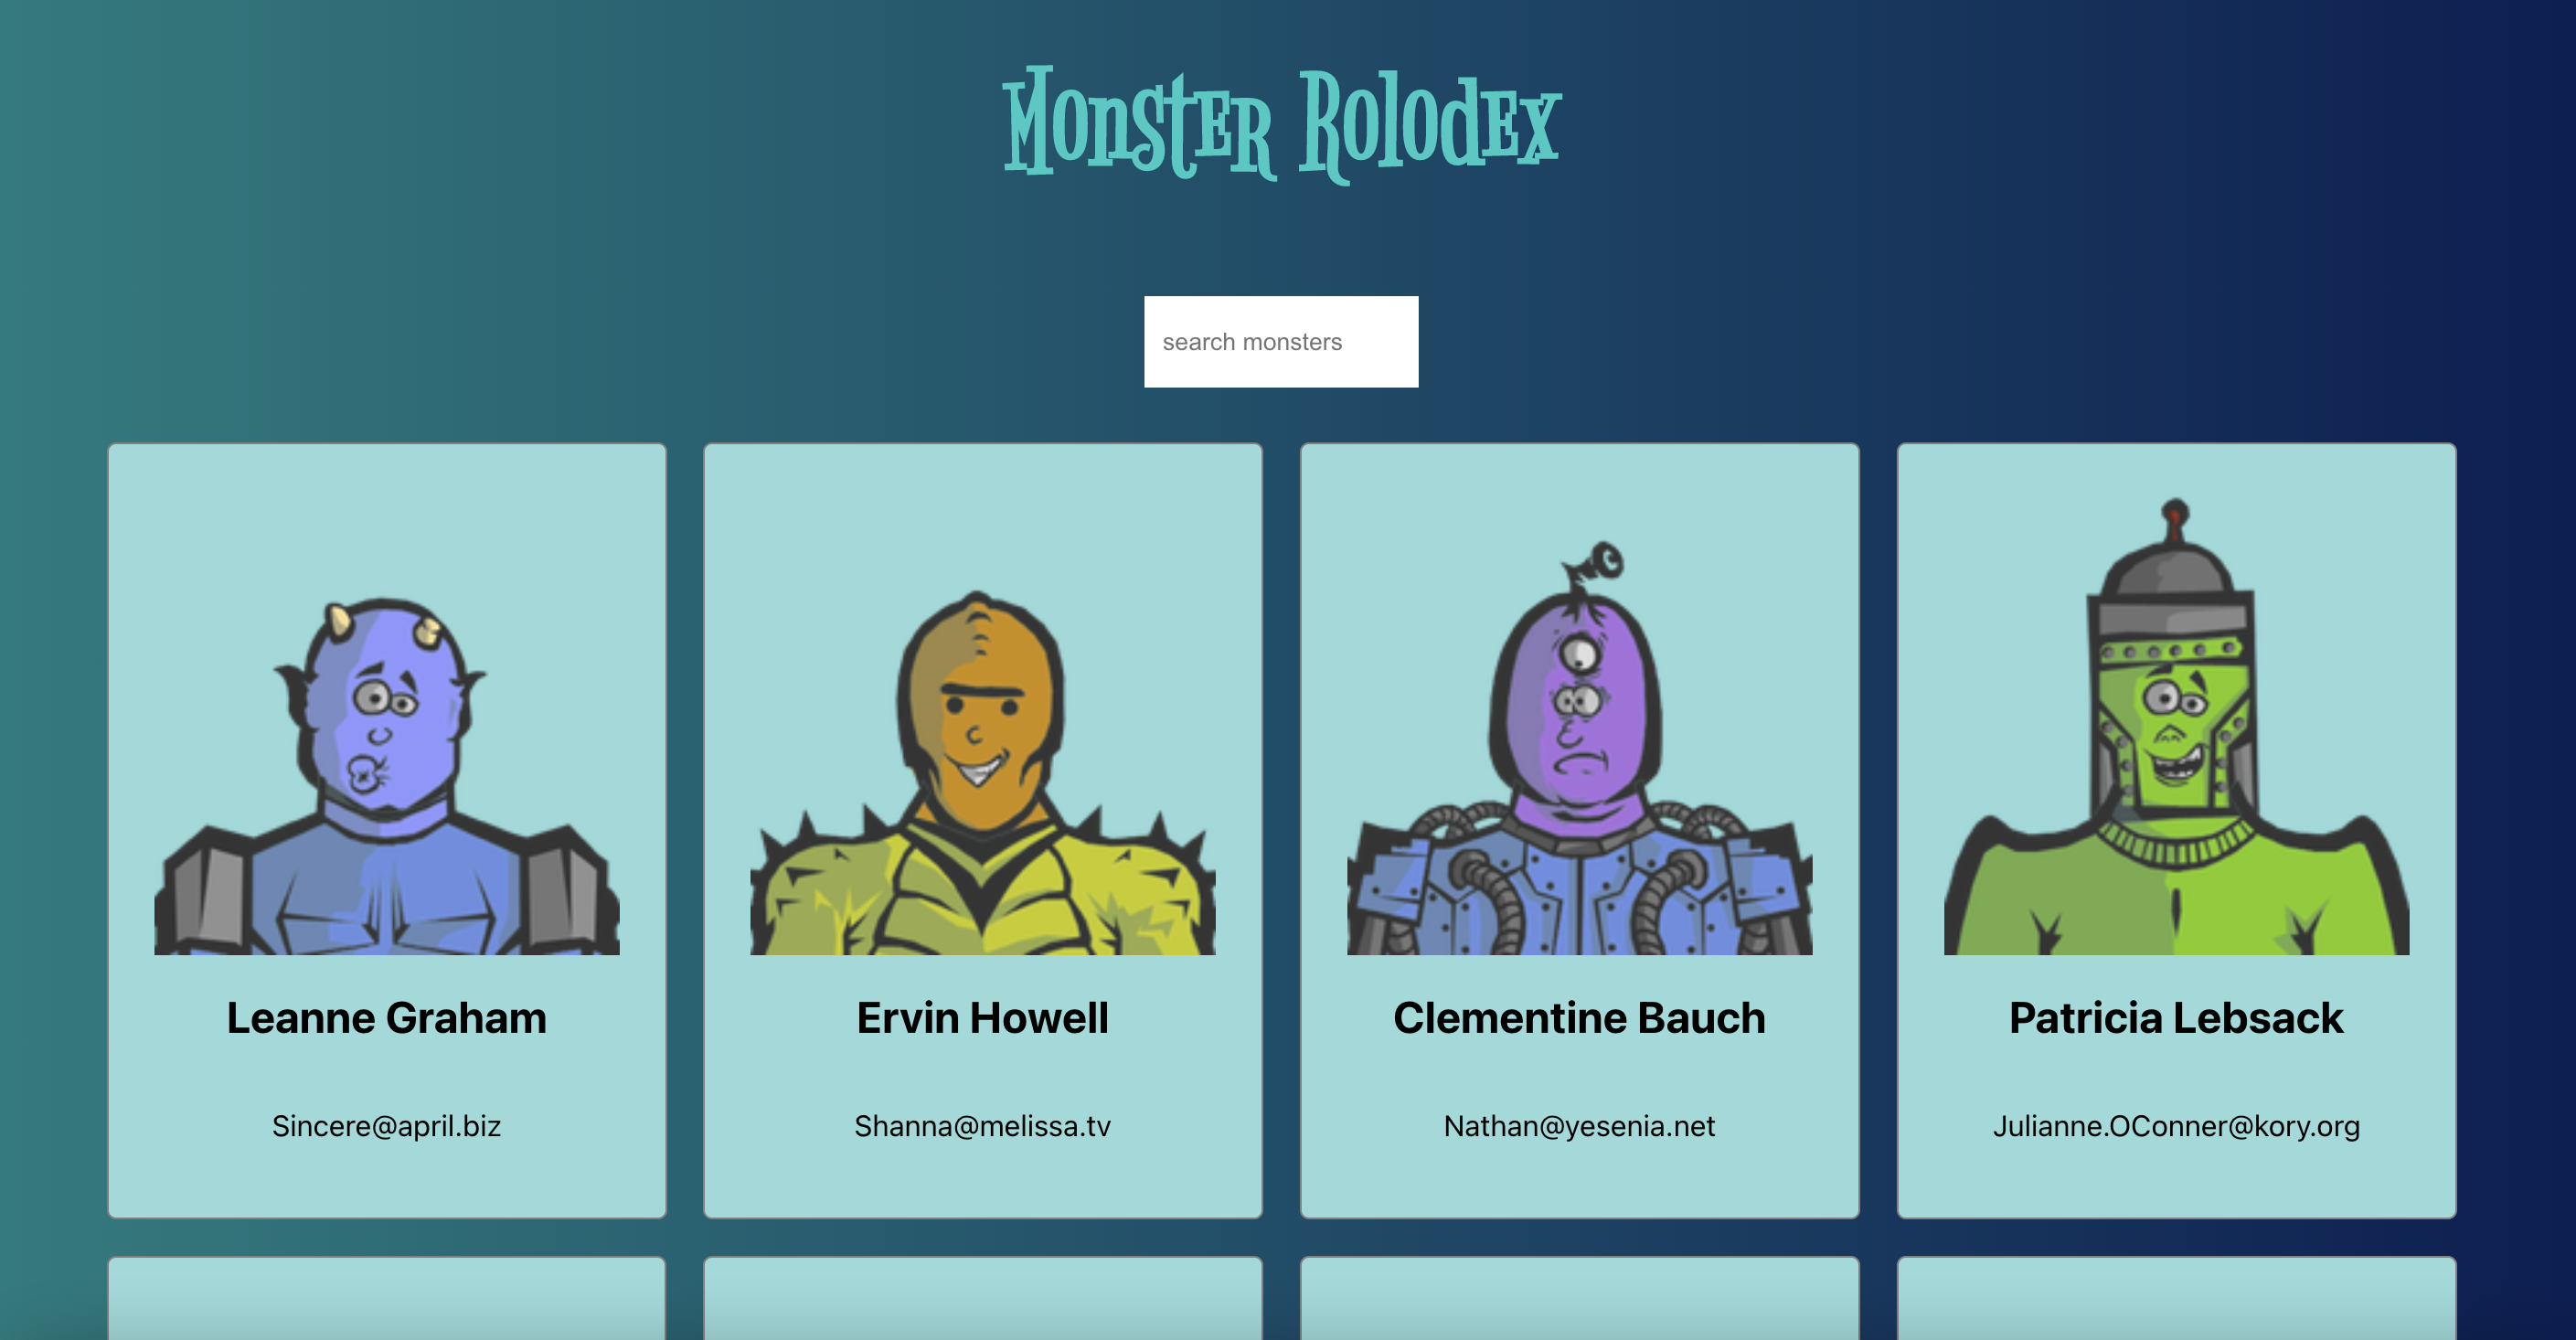 Monster Rolodex
search monsters
Leanne Graham
Ervin Howell
Clementine Bauch
Patricia Lebsack
Sincere@april.biz
Shanna@melissa.tv
Nathan@yesenia.net
Julianne.OConner@kory.org